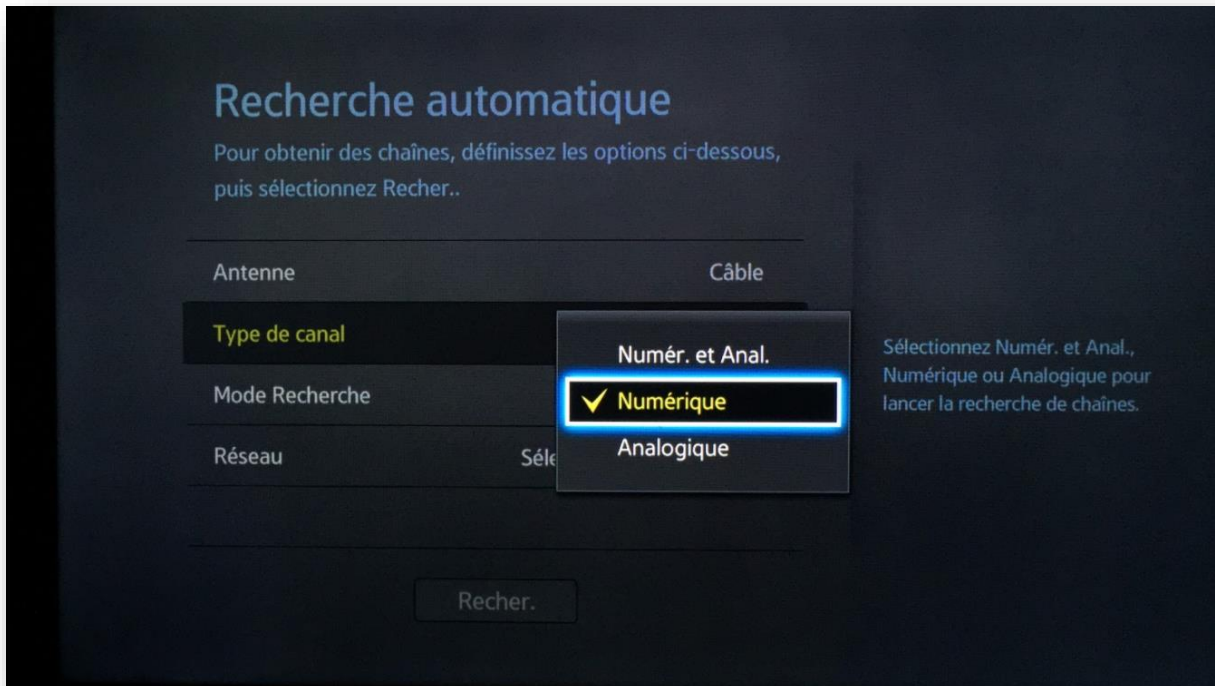 Recherche automatique
Pour obtenir des chaînes, définissez les options ci-dessous,
puis sélectionnez Recher..
Antenne Câble
Type de canal
Numér. et Anal.
Mode Recherche
Numérique
Réseau Séle
Analogique
Sélectionnez Numér. et Anal.,
Numérique ou Analogique pour
lancer la recherche de chaînes.
Recher.